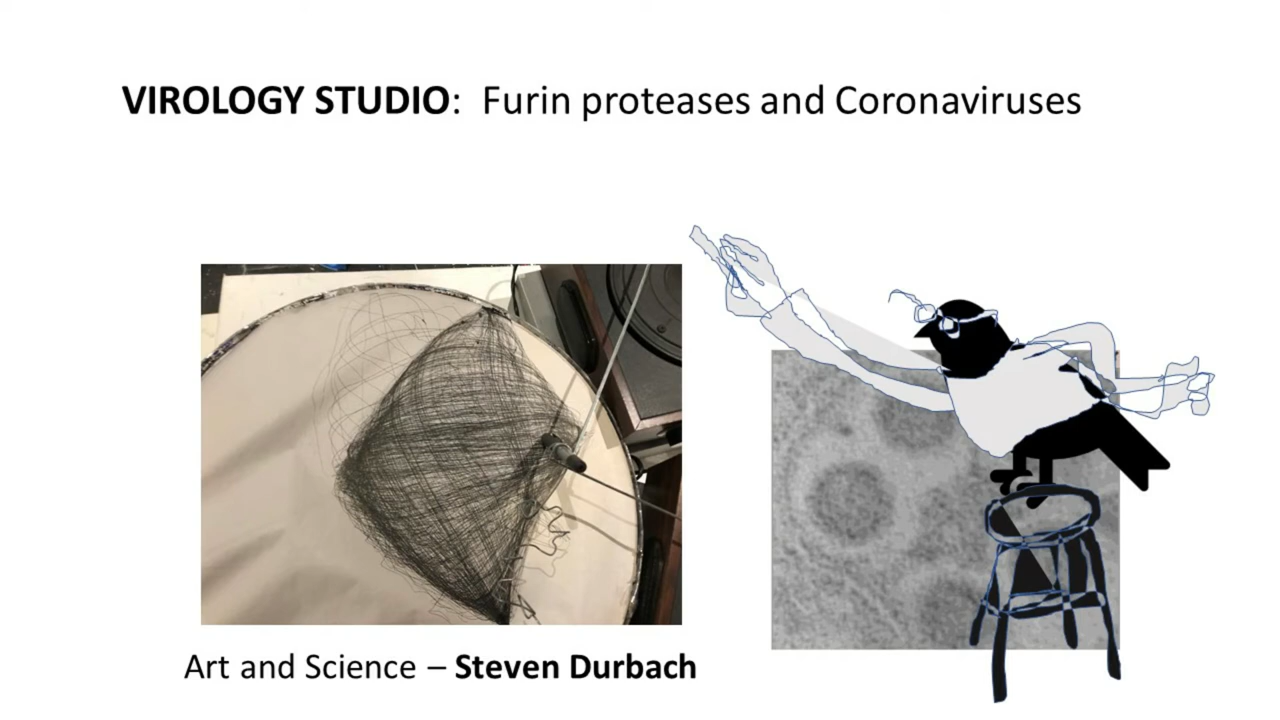 VIROLOGY STUDIO: Furin proteases and Coronaviruses
Art and Science – Steven Durbach